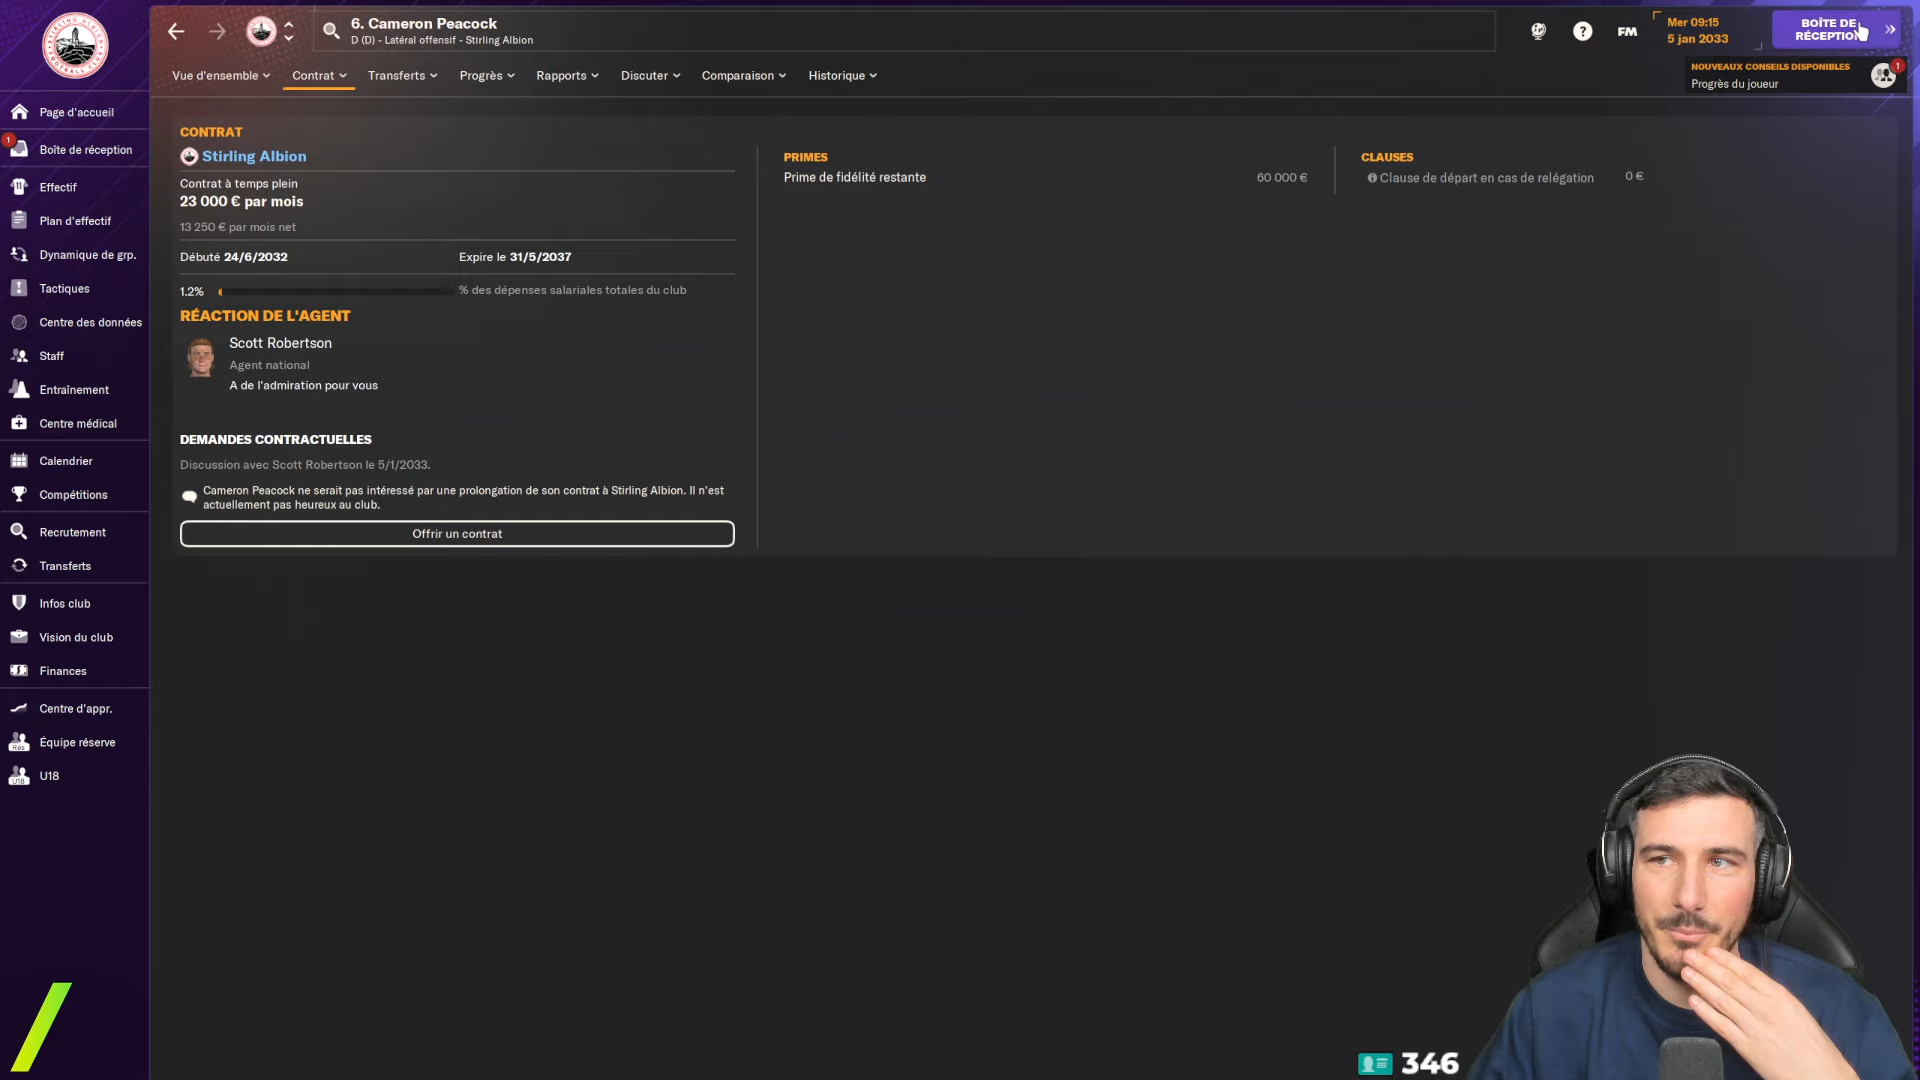 6. Cameron Peacock
D (D) - Latéral offensif - Stirling Albion
FM
Mer 09:15
5 jan 2033
BOÎTE DE
RÉCEPTION
Vue d'ensemble
Contrat
Transferts
Progrès
Rapports
Discuter
Comparaison
Historique
NOUVEAUX CONSEILS DISPONIBLES
Progrès du joueur
1
Page d'accueil
1
Boîte de réception
Effectif
Plan d'effectif
Dynamique de grp.
Tactiques
Centre des données
Staff
Entraînement
Centre médical
Calendrier
Compétitions
Recrutement
Transferts
Infos club
Vision du club
Finances
Centre d'appr.
Équipe réserve
U18
CONTRAT
Stirling Albion
Contrat à temps plein
23 000 € par mois
13 250 € par mois net
Débuté 24/6/2032
Expire le 31/5/2037
1.2%
% des dépenses salariales totales du club
RÉACTION DE L'AGENT
Scott Robertson
Agent national
A de l'admiration pour vous
DEMANDES CONTRACTUELLES
Discussion avec Scott Robertson le 5/1/2033.
Cameron Peacock ne serait pas intéressé par une prolongation de son contrat à Stirling Albion. Il n'est
actuellement pas heureux au club.
Offrir un contrat
PRIMES
Prime de fidélité restante
60 000 €
CLAUSES
Clause de départ en cas de relégation
0 €
346